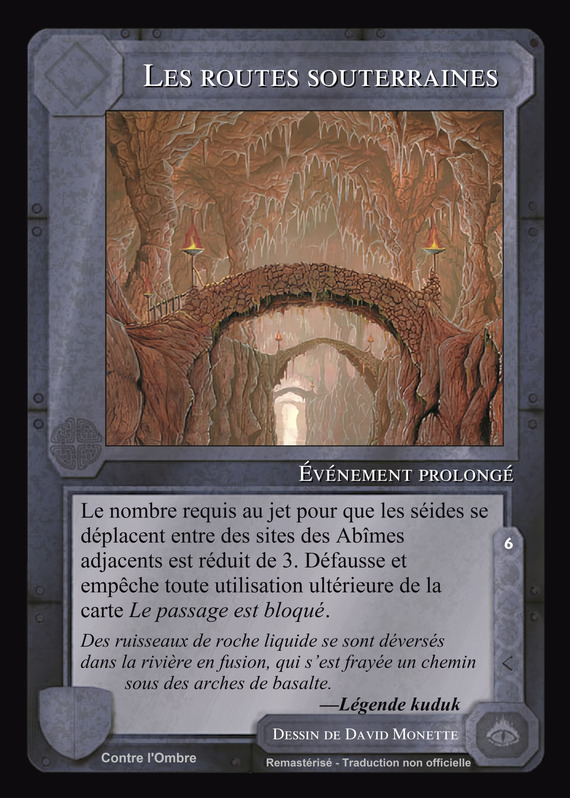 Les routes souterraines
Événement prolongé
Le nombre requis au jet pour que les séides se
déplacent entre des sites des Abîmes
adjacents est réduit de 3. Défausse et
empêche toute utilisation ultérieure de la
carte Le passage est bloqué.
Des ruisseaux de roche liquide se sont déversés
dans la rivière en fusion, qui s’est frayée un chemin
sous des arches de basalte.
—Légende kuduk
6
Dessin de David Monette
Contre l'Ombre
Remastérisé - Traduction non officielle